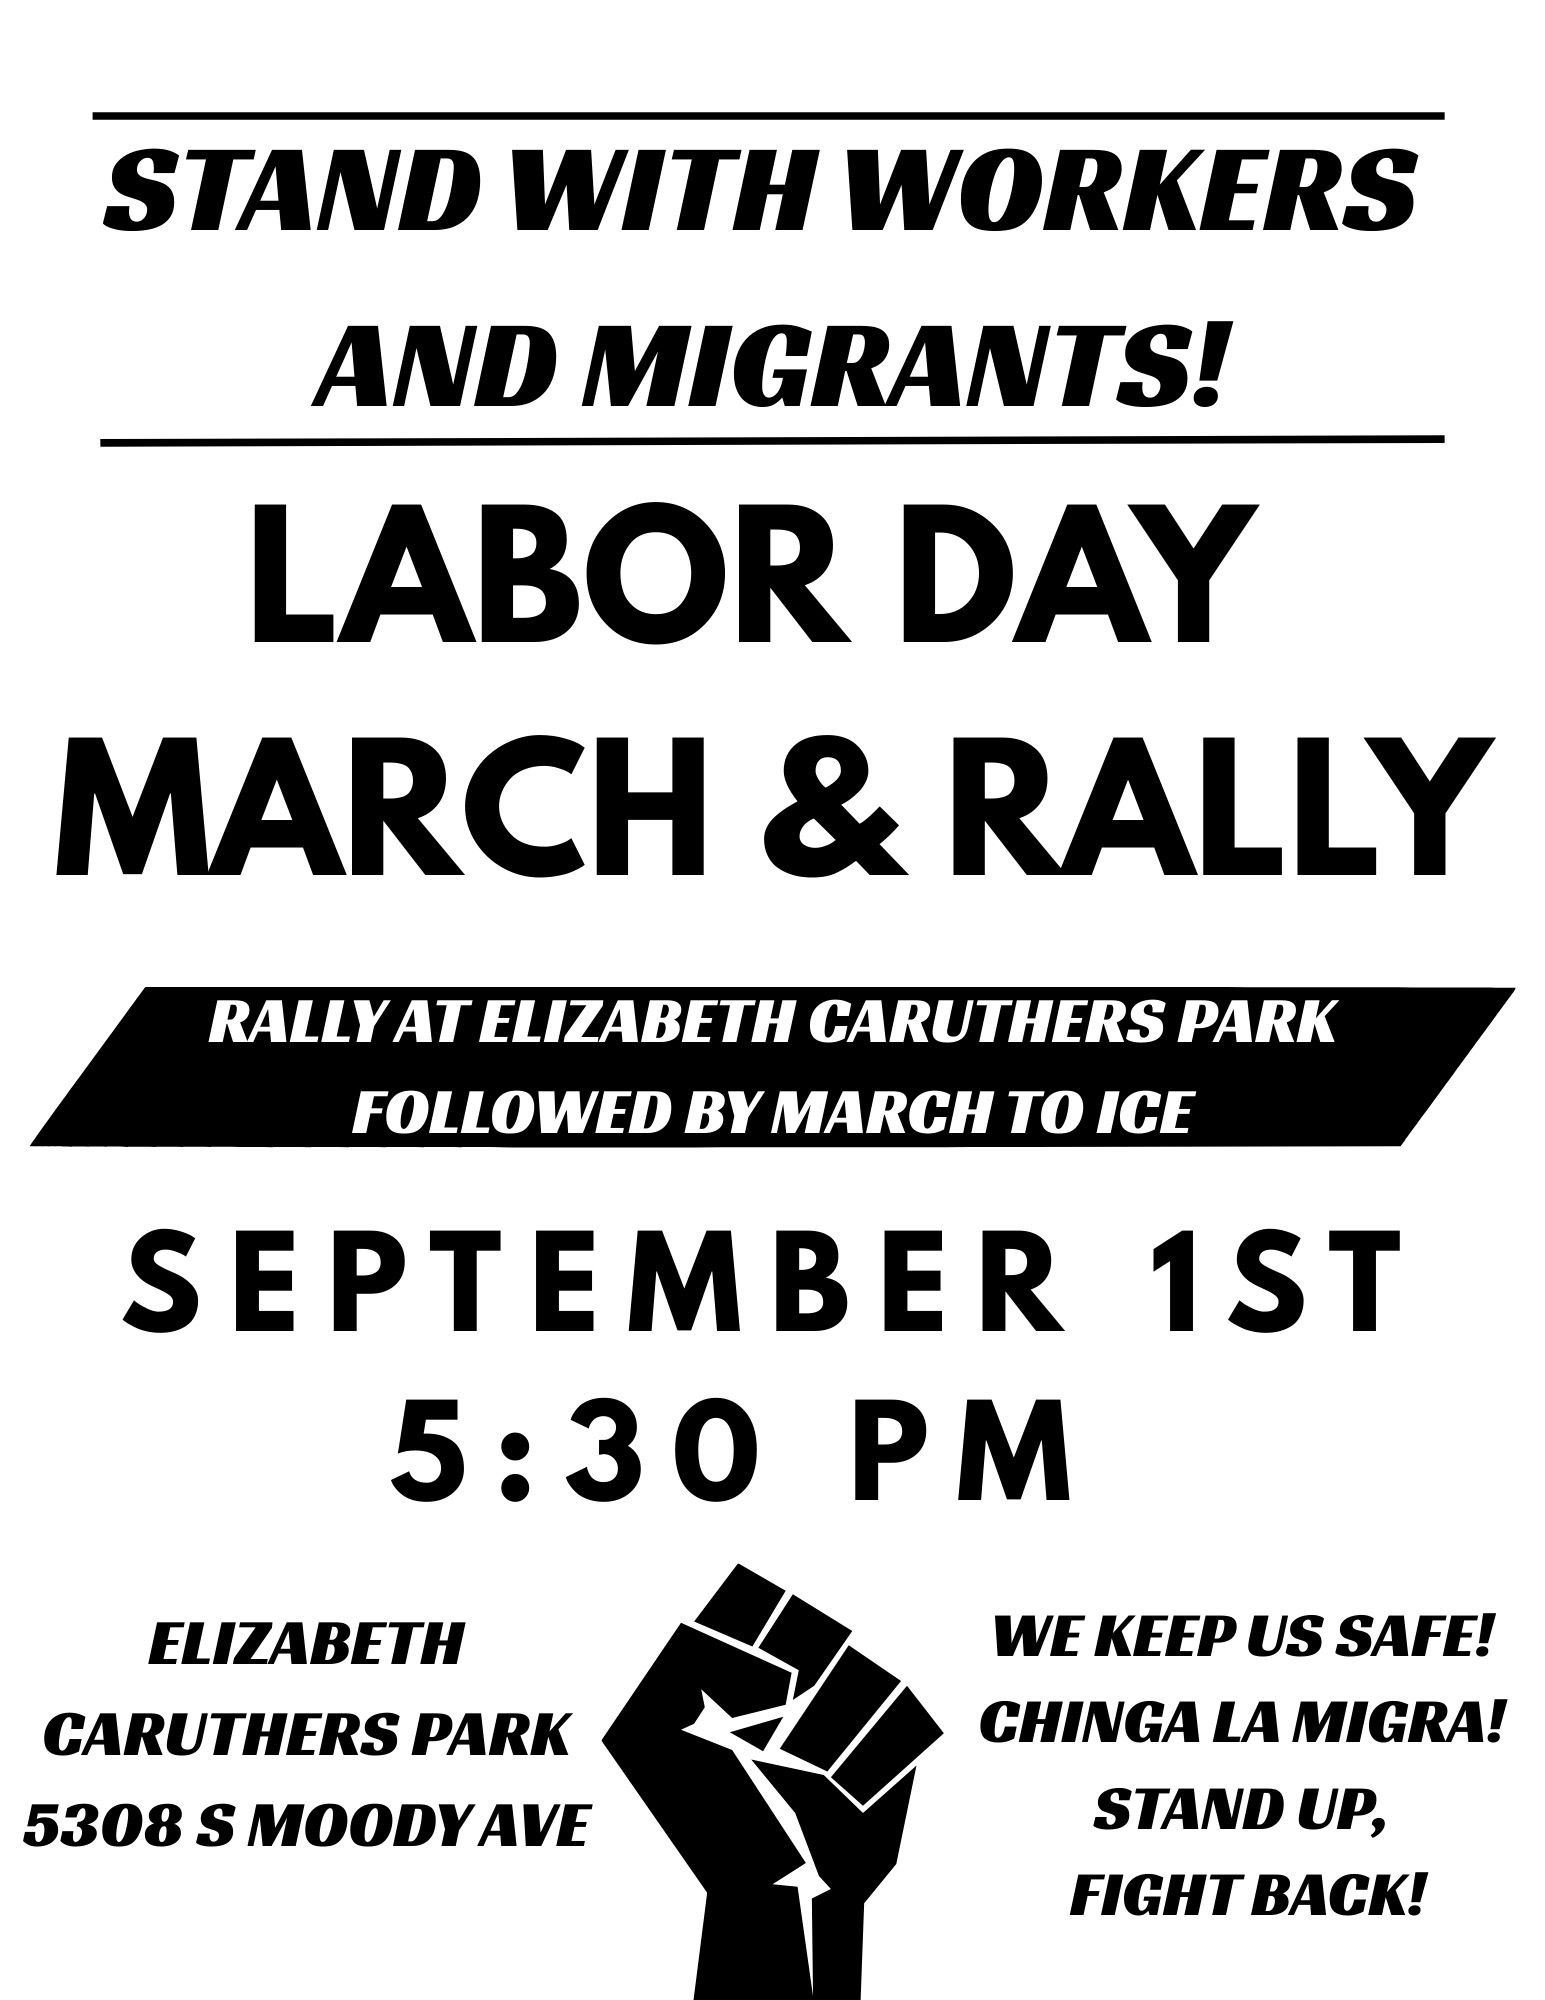 STAND WITH WORKERS
AND MIGRANTS!
LABOR DAY
MARCH & RALLY
RALLY AT ELIZABETH CARUTHERS PARK
FOLLOWED BY MARCH TO ICE
SEPTEMBER 1ST
5:30 PM
ELIZABETH
CARUTHERS PARK
5308 S MOODY AVE
WE KEEP US SAFE!
CHINGA LA MIGRA!
STAND UP,
FIGHT BACK!